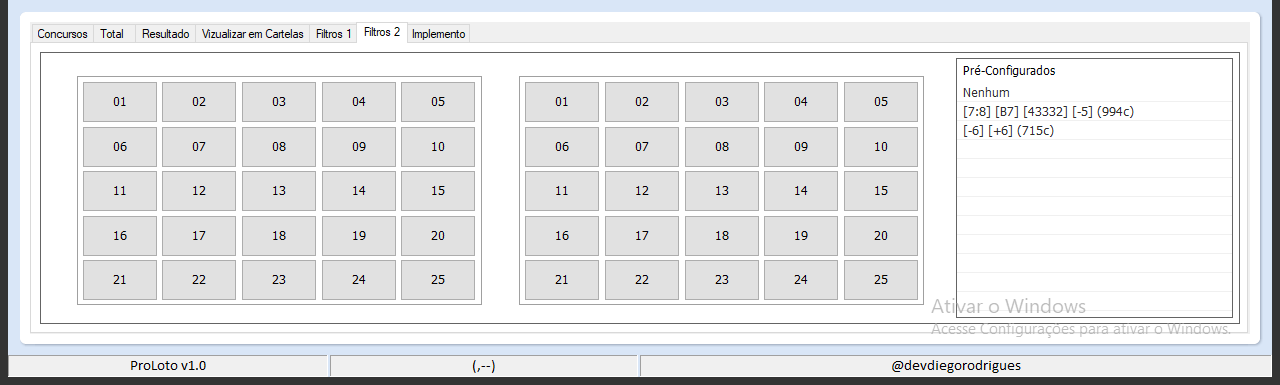 Concursos Total Resultado Vizualizar em Cartelas Filtros 1 Filtros 2 Implemento
01 02 03 04 05
06 07 08 09 10
11 12 13 14 15
16 17 18 19 20
21 22 23 24 25
01 02 03 04 05
06 07 08 09 10
11 12 13 14 15
16 17 18 19 20
21 22 23 24 25
Pré-Configurados
Nenhum
[7:8] [B7] [43332] [-5] (994c)
[-6] [+6] (715c)
Ativar o Windows
Acesse Configurações para ativar o Windows.
ProLoto v1.0 (,--) @devdiegorodrigues